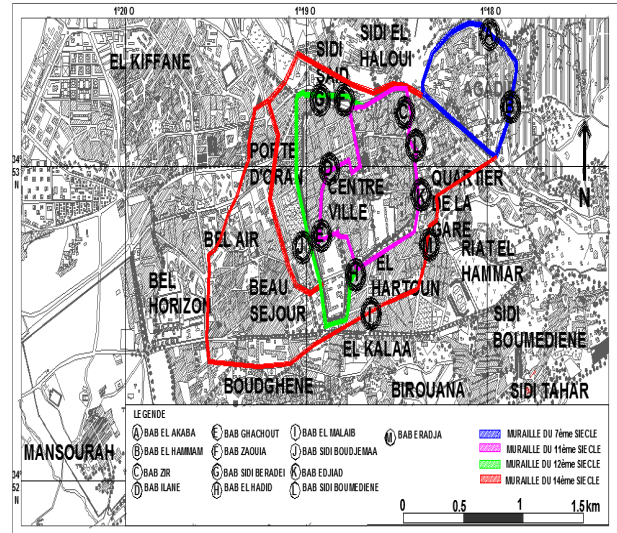 1°20
1°19
1°18
EL KIFFANE
SIDI
SAID
SIDI EL
HALOUI
A
AGADIR
B
G
F
C
L
34°
53
PORTE
D'ORAN
D
CENTRE
VILLE
QUARTIER
DE LA
GARE
K
N
BEL AIR
J
E
M
RIAT EL
HAMMAR
BEL
HORIZON
BEAU
SEJOUR
H
EL
HARTOUN
I
SIDI
BOUMEDIENE
EL KALAA
BOUDGHENE
BIROUANA
SIDI TAHAR
MANSOURAH
34°
52
LEGENDE
A BAB EL AKABA
B BAB EL HAMMAM
C BAB ZIR
D BAB ILANE
E BAB GHACHOUT
F BAB ZAOUIA
G BAB SIDI BERADEI
H BAB EL HADID
I BAB EL MALAIB
J BAB SIDI BOUDJEMAA
K BAB EDJIAD
L BAB SIDI BOUMEDIENE
M BAB ERADJA
MURAILLE DU 7ème SIECLE
MURAILLE DU 11ème SIECLE
MURAILLE DU 12ème SIECLE
MURAILLE DU 14ème SIECLE
0 0.5 1 1.5 km